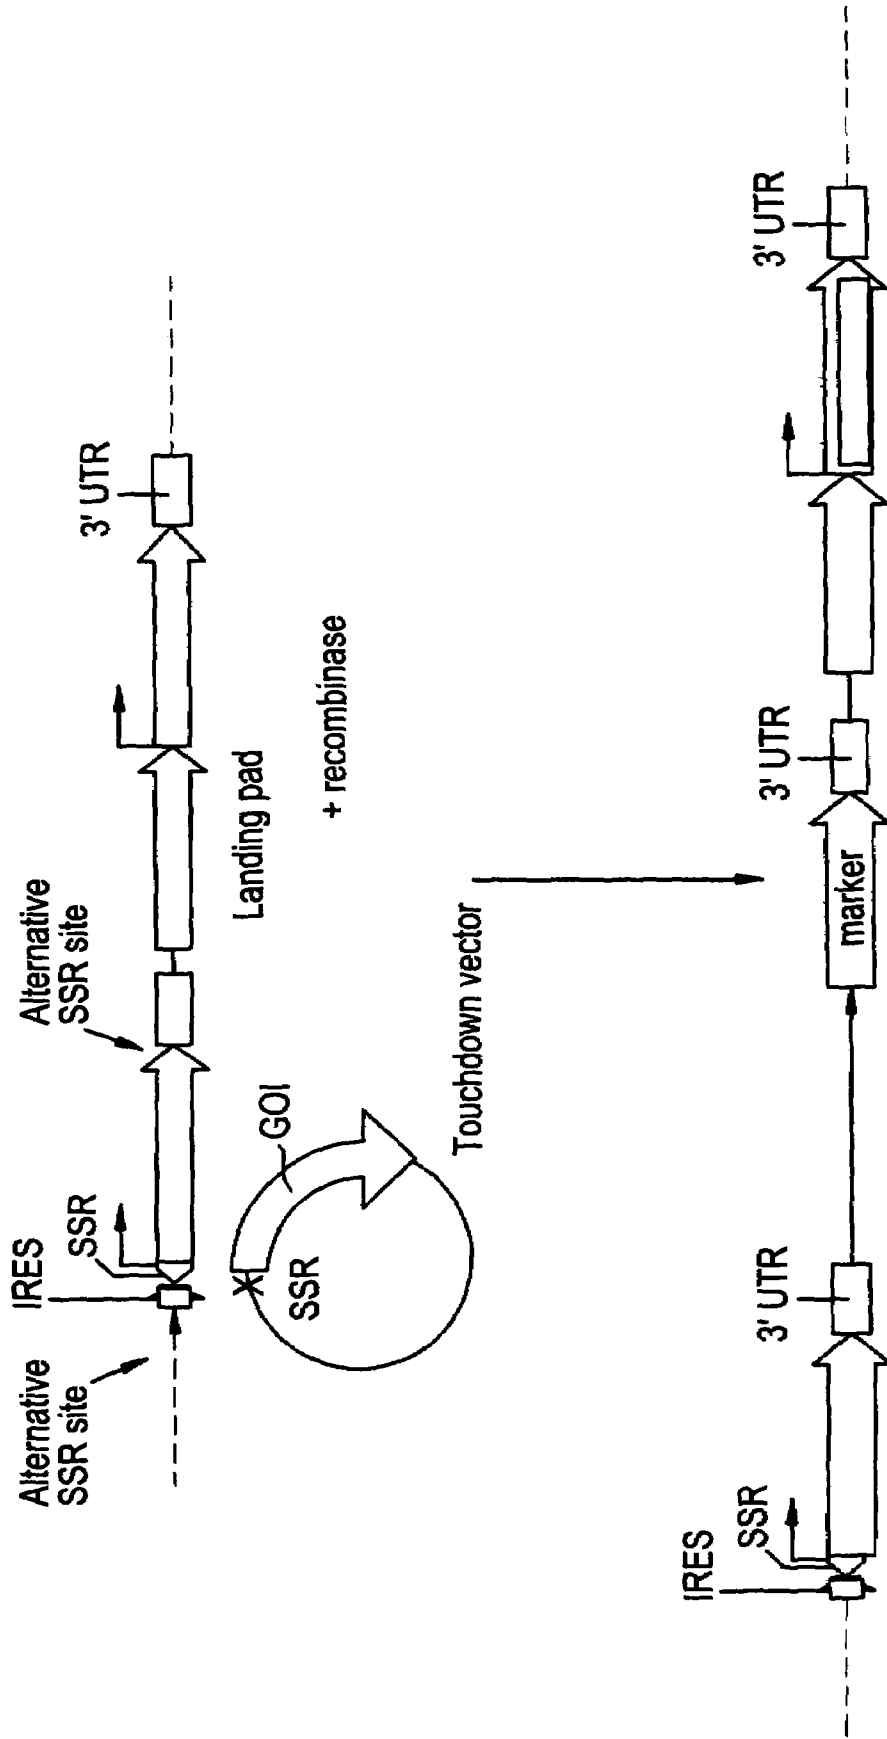 Alternative
SSR site
IRES
SSR
Alternative
SSR site
3' UTR
Landing pad
SSR
GOI
+ recombinase
Touchdown vector
IRES
SSR
3' UTR
marker
3' UTR
3' UTR